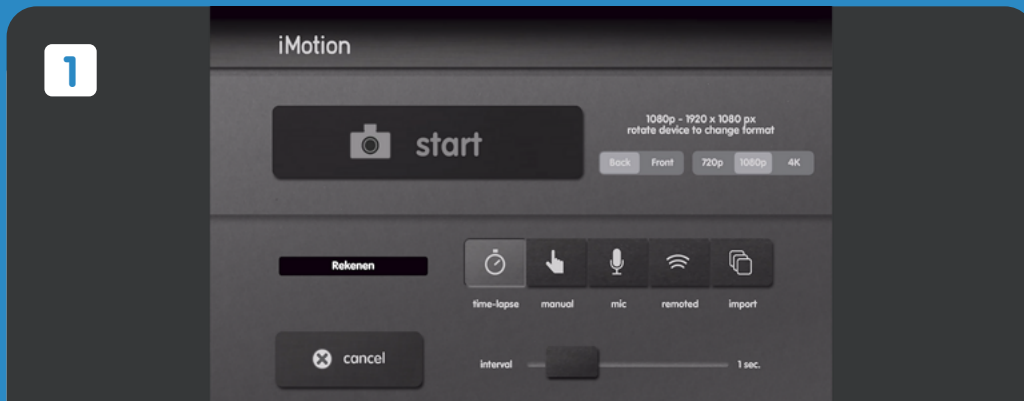 1
iMotion
start
1080p - 1920 x 1080 px
rotate device to change format
Back Front 720p 1080p 4K
Rekenen
time-lapse manual mic remoted import
cancel
interval 1 sec.